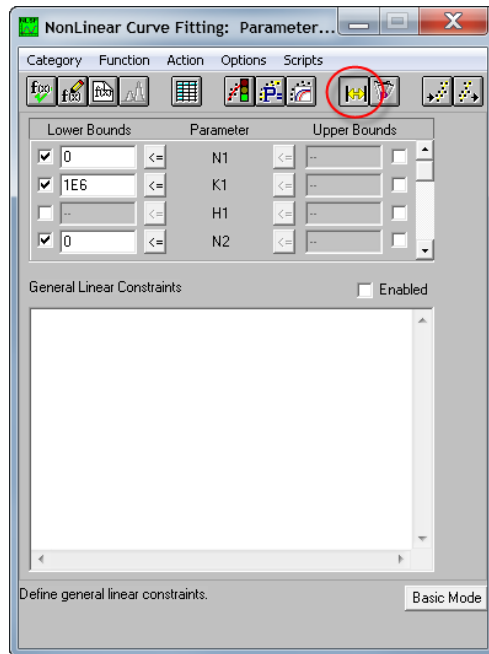 NonLinear Curve Fitting: Parameter...
Category Function Action Options Scripts
Lower Bounds Parameter Upper Bounds
0 <= N1 <= --
1E6 <= K1 <= --
-- <= H1 <= --
0 <= N2 <= --
General Linear Constraints Enabled
Define general linear constraints. Basic Mode